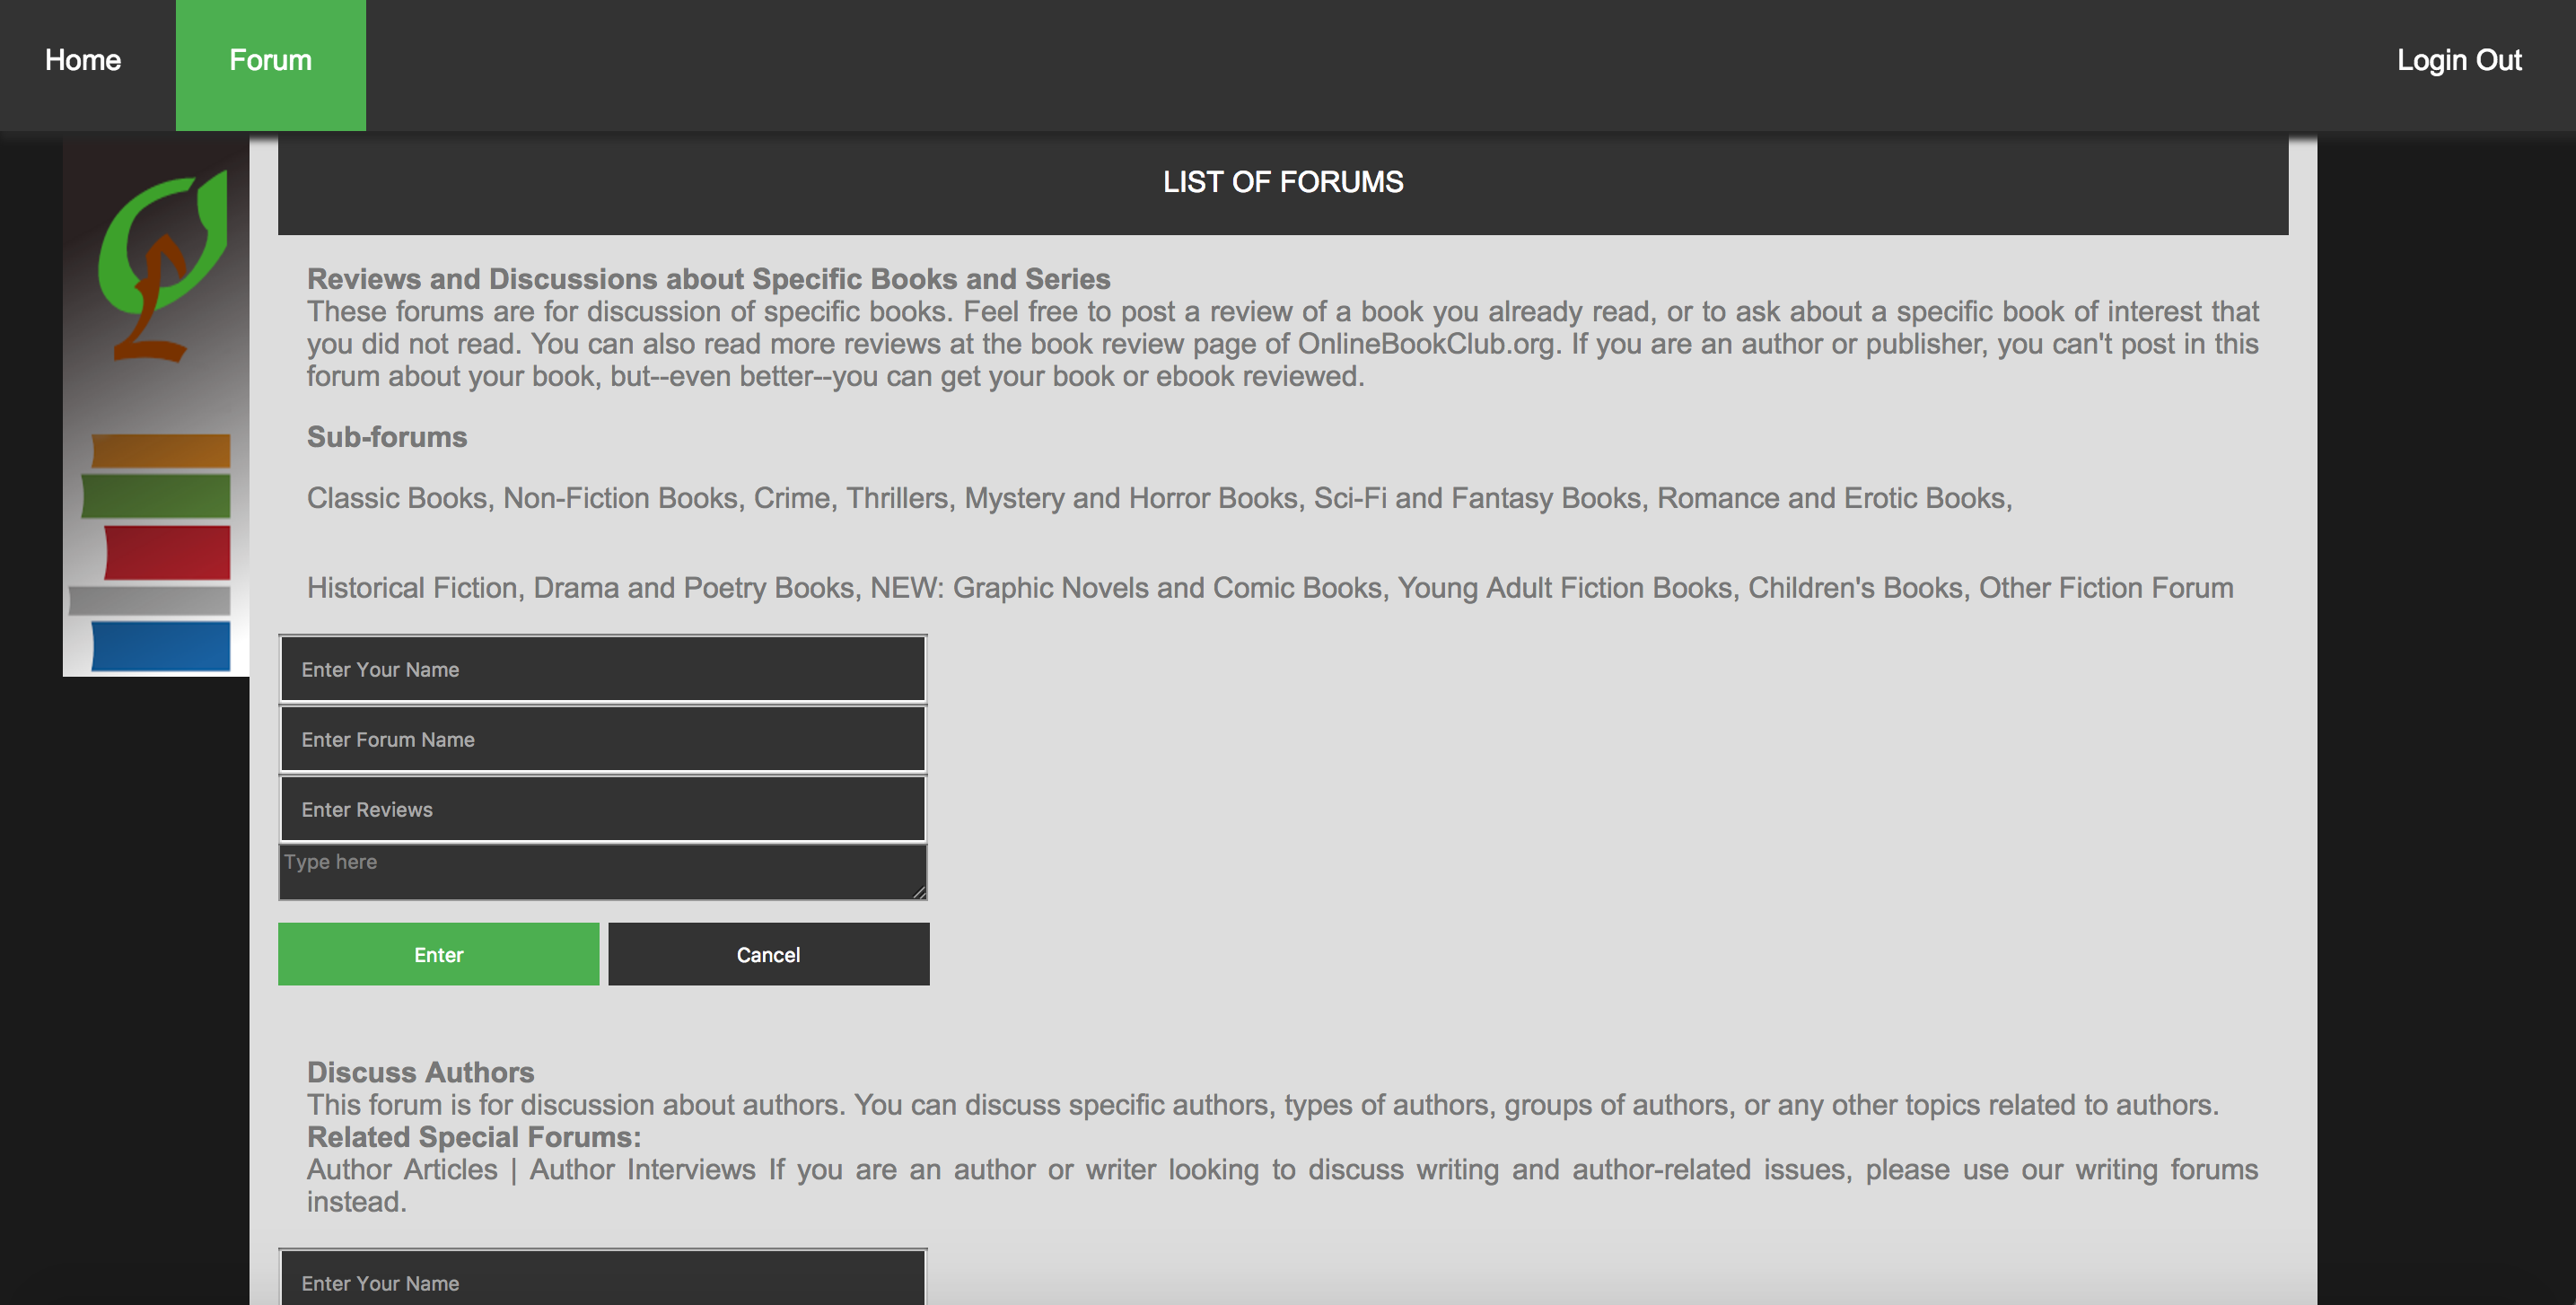 Home
Forum
Login Out
LIST OF FORUMS
Reviews and Discussions about Specific Books and Series
These forums are for discussion of specific books. Feel free to post a review of a book you already read, or to ask about a specific book of interest that
you did not read. You can also read more reviews at the book review page of OnlineBookClub.org. If you are an author or publisher, you can't post in this
forum about your book, but--even better--you can get your book or ebook reviewed.
Sub-forums
Classic Books, Non-Fiction Books, Crime, Thrillers, Mystery and Horror Books, Sci-Fi and Fantasy Books, Romance and Erotic Books,
Historical Fiction, Drama and Poetry Books, NEW: Graphic Novels and Comic Books, Young Adult Fiction Books, Children's Books, Other Fiction Forum
Enter Your Name
Enter Forum Name
Enter Reviews
Type here
Enter
Cancel
Discuss Authors
This forum is for discussion about authors. You can discuss specific authors, types of authors, groups of authors, or any other topics related to authors.
Related Special Forums:
Author Articles | Author Interviews If you are an author or writer looking to discuss writing and author-related issues, please use our writing forums
instead.
Enter Your Name